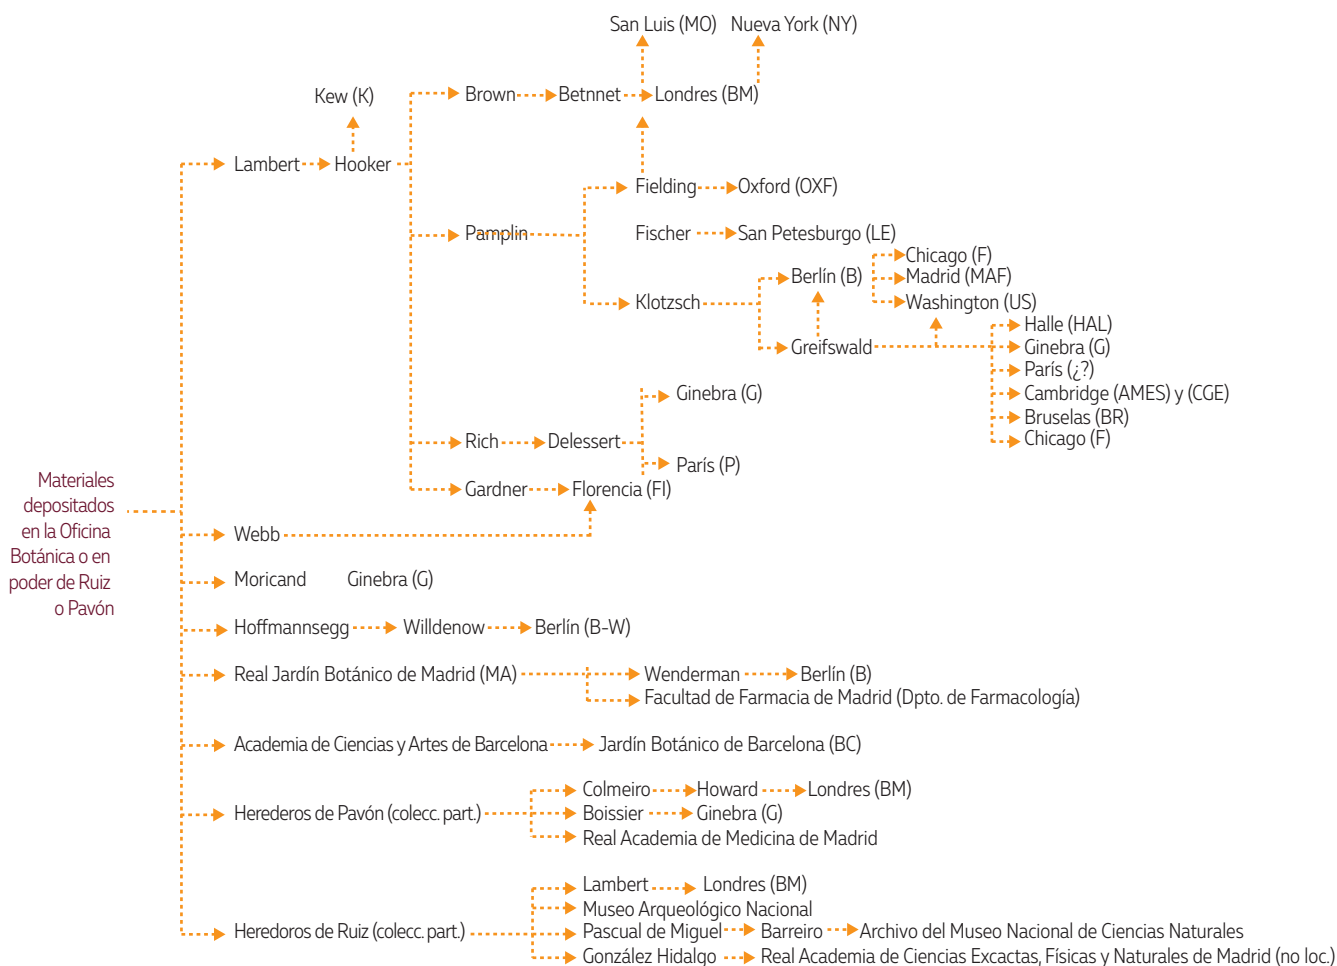 San Luis (MO) Nueva York (NY)
Kew (K)
Brown Betnnet Londres (BM)
Lambert Hooker
Fielding Oxford (OXF)
Pamplin Fischer San Petesburgo (LE)
Chicago (F)
Berlín (B) Madrid (MAF)
Klotzsch Washington (US)
Halle (HAL)
Greifswald Ginebra (G)
París (¿?)
Cambridge (AMES) y (CGE)
Ginebra (G)
Bruselas (BR)
Rich Delessert Chicago (F)
París (P)
Gardner Florencia (FI)
Materiales
depositados
en la Oficina
Botánica o en
poder de Ruiz
o Pavón
Webb
Moricand Ginebra (G)
Hoffmannsegg Willdenow Berlín (B-W)
Real Jardín Botánico de Madrid (MA) Wenderman Berlín (B)
Facultad de Farmacia de Madrid (Dpto. de Farmacología)
Academia de Ciencias y Artes de Barcelona Jardín Botánico de Barcelona (BC)
Colmeiro Howard Londres (BM)
Herederos de Pavón (colecc. part.) Boissier Ginebra (G)
Real Academia de Medicina de Madrid
Lambert Londres (BM)
Museo Arqueológico Nacional
Heredoros de Ruiz (colecc. part.) Pascual de Miguel Barreiro Archivo del Museo Nacional de Ciencias Naturales
González Hidalgo Real Academia de Ciencias Excactas, Físicas y Naturales de Madrid (no loc.)